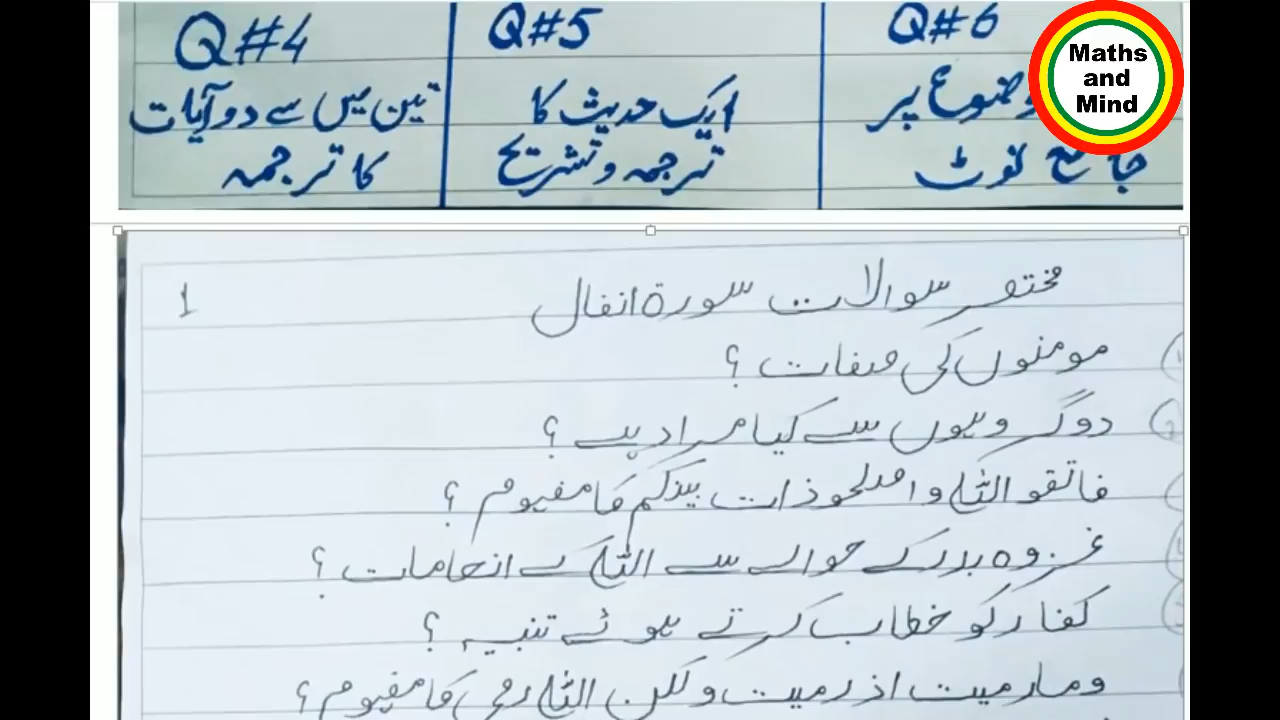 Q#6
Q#5
Q#4
Maths
and
Mind
ضوع پر
جامع نوٹ
ایک حدیث کا
ترجمہ و تشریح
تین میں سے دو آیات
کا ترجمہ
مختصر سوالات سورۃ انفال
1
مومنوں کی صفات ؟
دو گروہوں سے کیا مراد ہے ؟
فاتقو اللہ و اصلحو ذات بینکم کا مفہوم ؟
غزوہ بدر کے حوالے سے اللہ کے انعامات ؟
کفار کو خطاب کرتے ہوئے تنبیہ ؟
وما رمیت اذ رمیت ولکن اللہ رمی کا مفہوم ؟